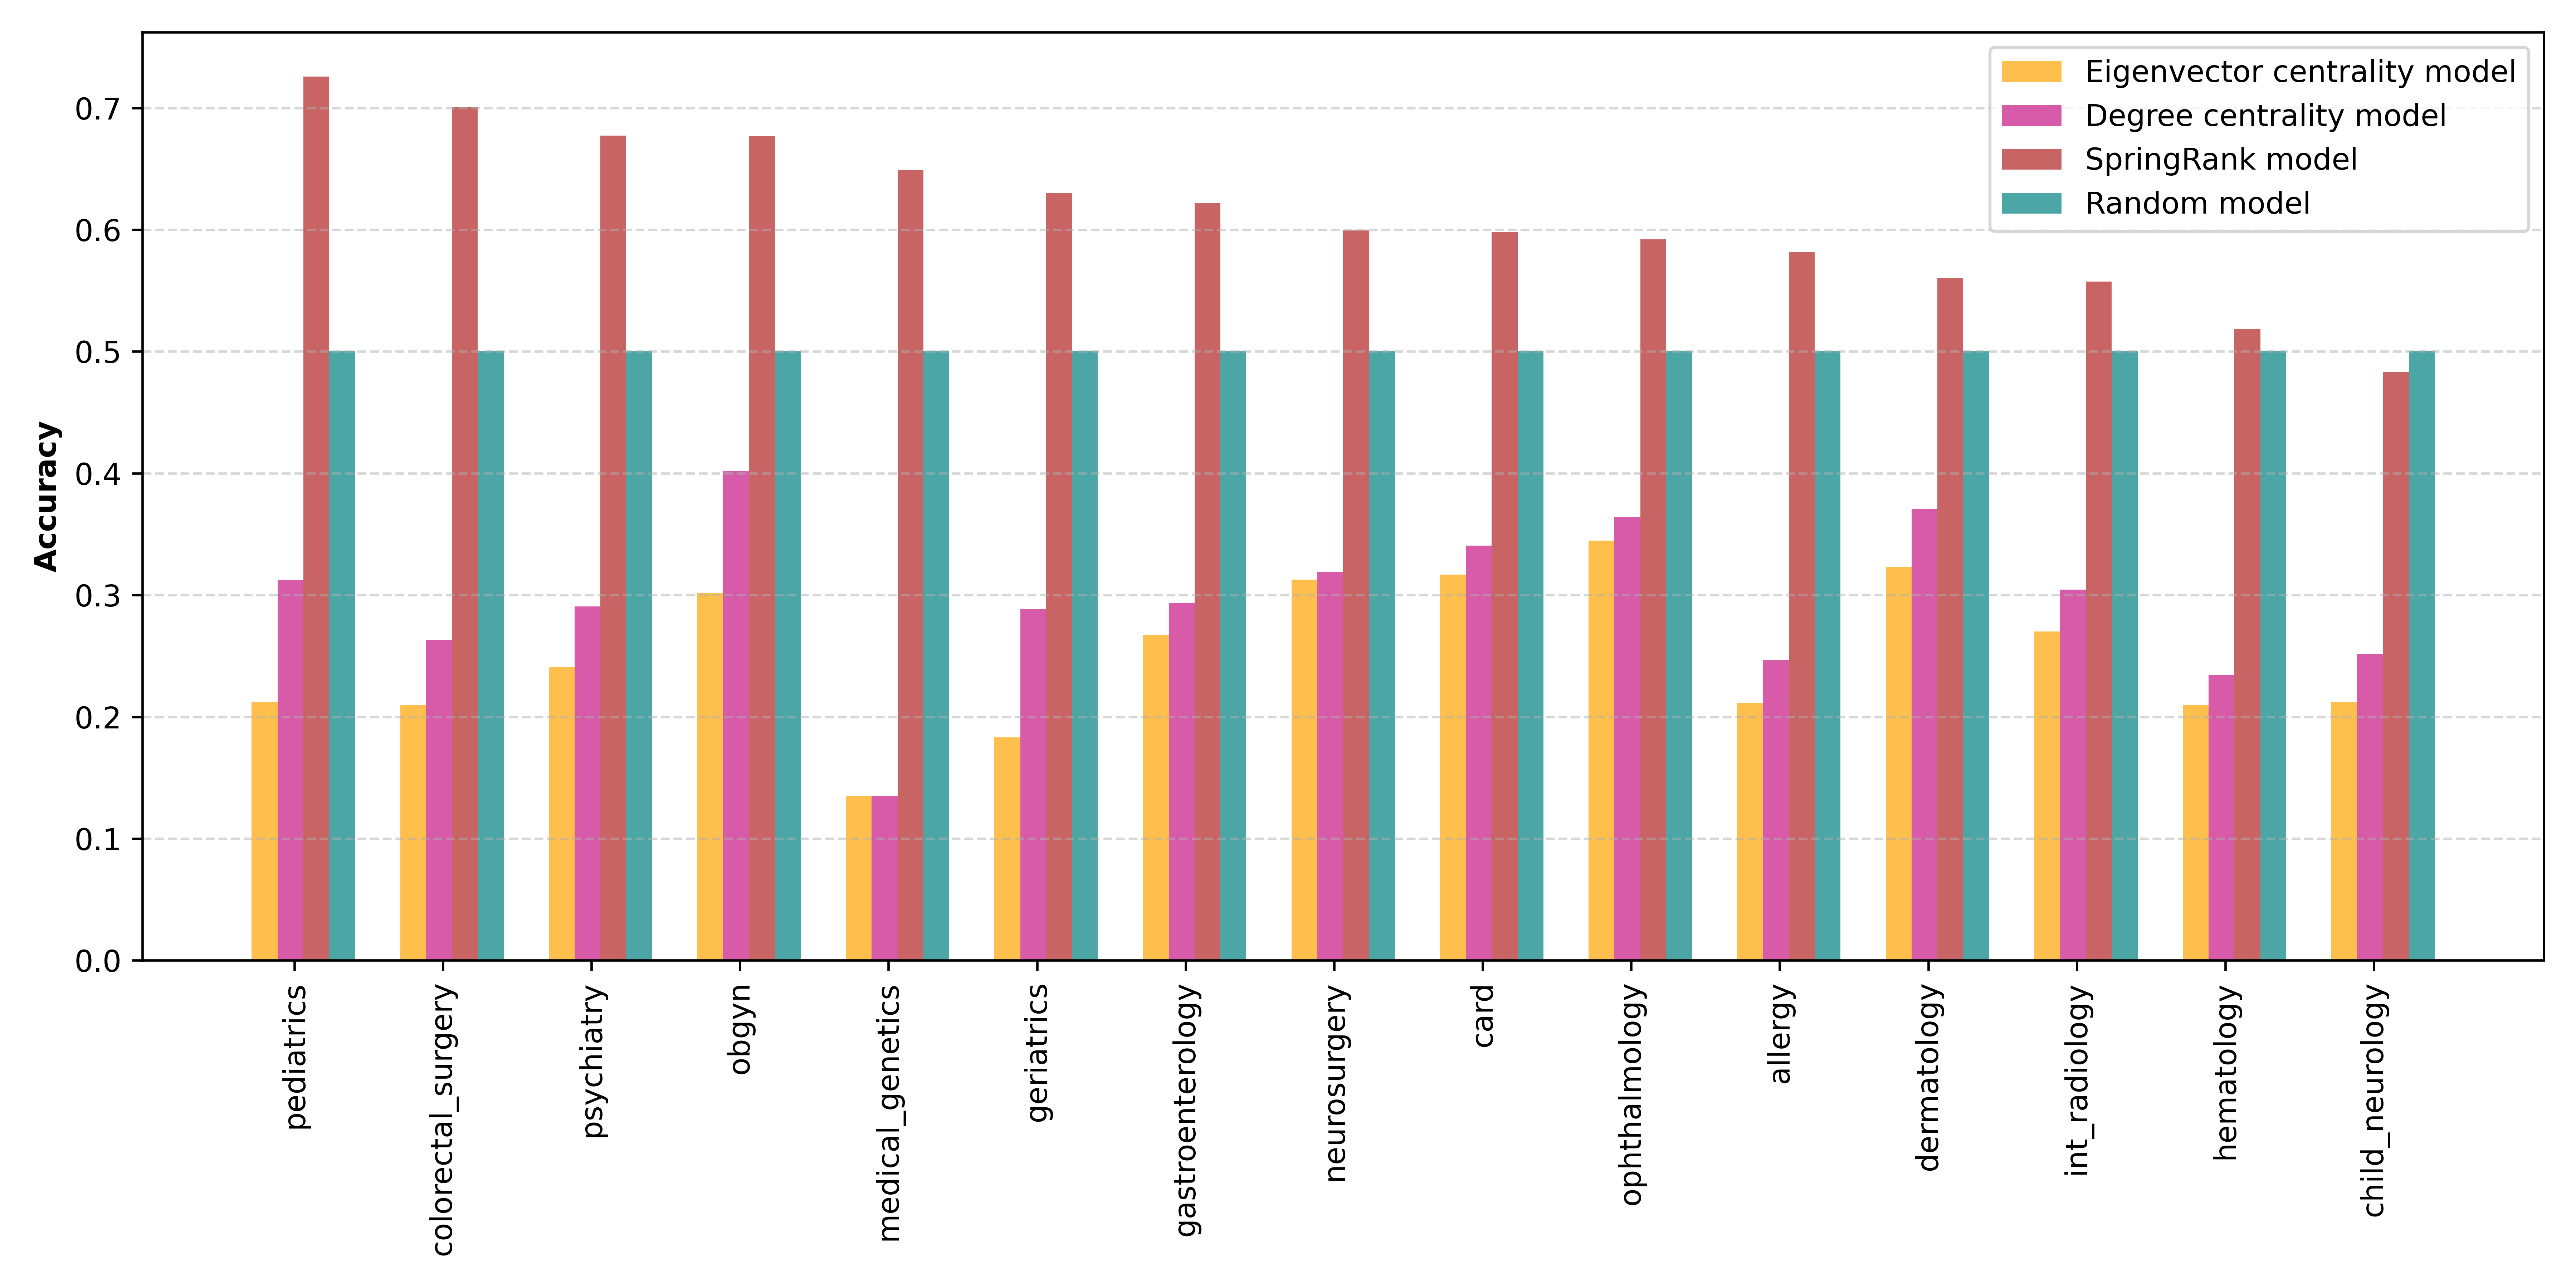 Eigenvector centrality model
Degree centrality model
SpringRank model
Random model
Accuracy
0.7
0.6
0.5
0.4
0.3
0.2
0.1
0.0
pediatrics
colorectal_surgery
psychiatry
obgyn
medical_genetics
geriatrics
gastroenterology
neurosurgery
card
ophthalmology
allergy
dermatology
int_radiology
hematology
child_neurology